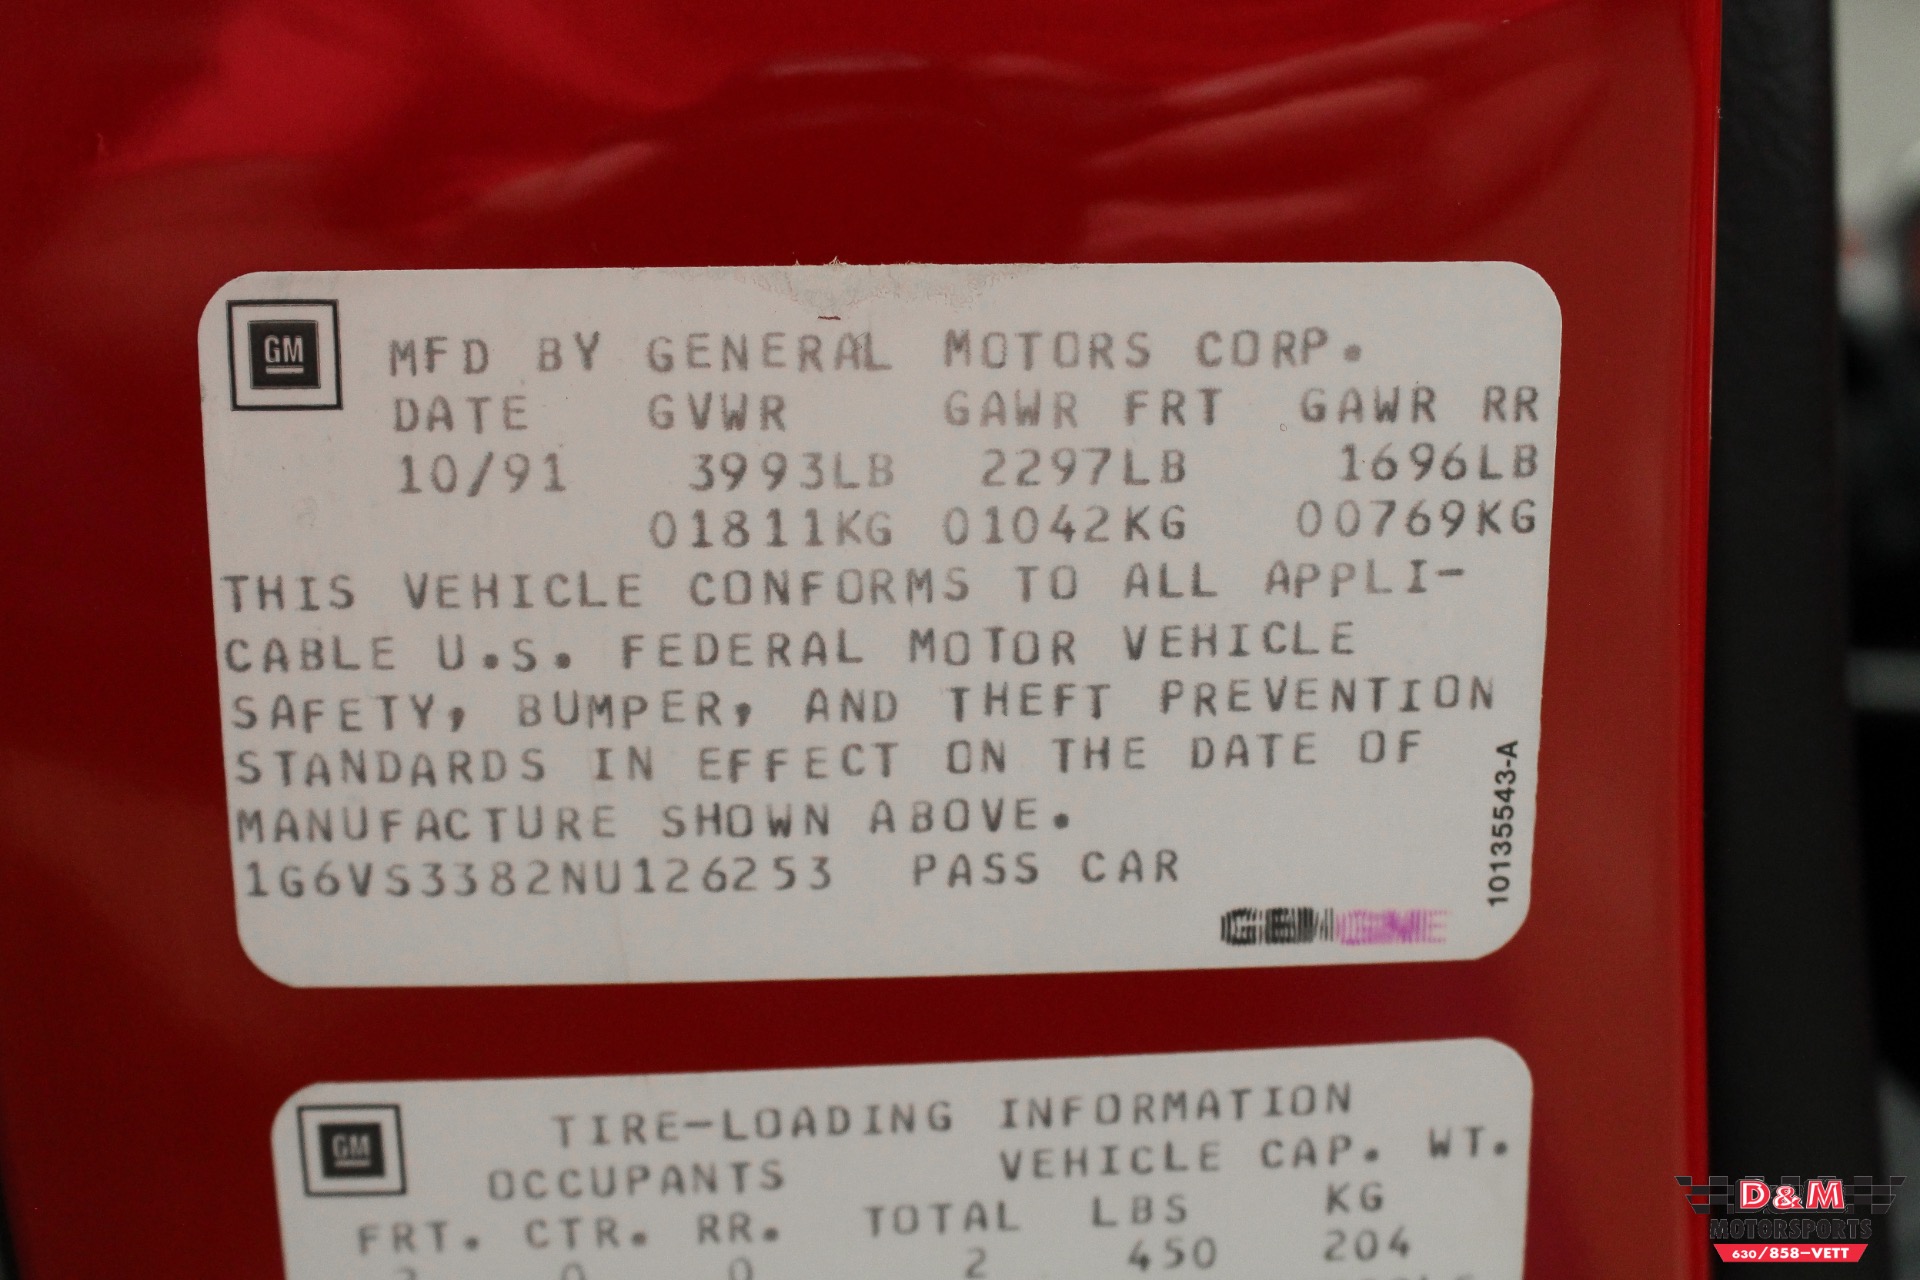 GM
MFD BY GENERAL MOTORS CORP.
DATE GVWR GAWR FRT GAWR RR
10/91 3993LB 2297LB 1696LB
01811KG 01042KG 00769KG
THIS VEHICLE CONFORMS TO ALL APPLI-
CABLE U.S. FEDERAL MOTOR VEHICLE
SAFETY, BUMPER, AND THEFT PREVENTION
STANDARDS IN EFFECT ON THE DATE OF
MANUFACTURE SHOWN ABOVE.
1G6VS3382NU126253 PASS CAR
10135543-A
GM
TIRE-LOADING INFORMATION
OCCUPANTS VEHICLE CAP. WT.
FRT. CTR. RR. TOTAL LBS KG
0 0 2 450 204
D&M
MOTORSPORTS
630/858-VETT